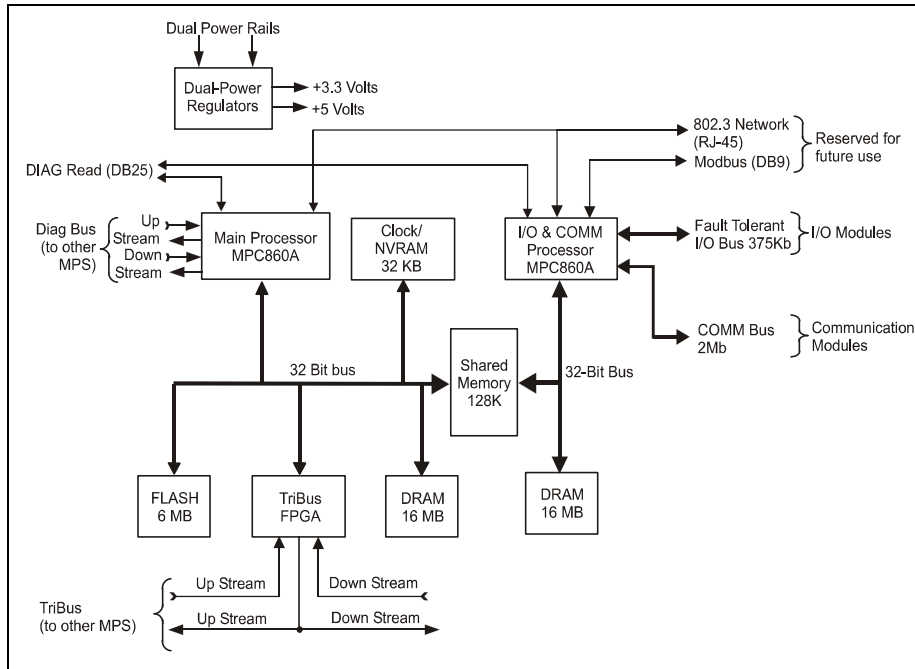 Dual Power Rails
Dual-Power
Regulators
+3.3 Volts
+5 Volts
802.3 Network
(RJ-45)
Modbus (DB9)
Reserved for
future use
DIAG Read (DB25)
Diag Bus
(to other
MPS)
Up
Stream
Down
Stream
Main Processor
MPC860A
Clock/
NVRAM
32 KB
I/O & COMM
Processor
MPC860A
Fault Tolerant
I/O Bus 375Kb
I/O Modules
COMM Bus
2Mb
Communication
Modules
32 Bit bus
Shared
Memory
128K
32-Bit Bus
FLASH
6 MB
TriBus
FPGA
DRAM
16 MB
DRAM
16 MB
TriBus
(to other MPS)
Up Stream
Down Stream
Up Stream
Down Stream